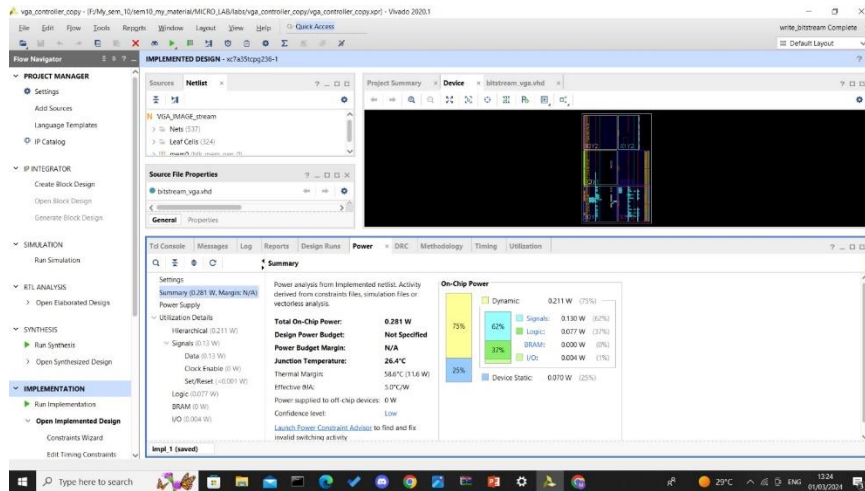 vga_controller_copy - [F:/My_sem_10/sem10_my_material/MICRO_LAB/labs/vga_controller_copy/vga_controller_copy.xpr] - Vivado 2020.1
File Edit Flow Tools Reports Window Layout View Help Quick Access
write_bitstream Complete
Default Layout
Flow Navigator
IMPLEMENTED DESIGN - xc7a35tcpg236-1
PROJECT MANAGER
Settings
Add Sources
Language Templates
IP Catalog
IP INTEGRATOR
Create Block Design
Open Block Design
Generate Block Design
SIMULATION
Run Simulation
RTL ANALYSIS
Open Elaborated Design
SYNTHESIS
Run Synthesis
Open Synthesized Design
IMPLEMENTATION
Run Implementation
Open Implemented Design
Constraints Wizard
Edit Timing Constraints
Sources Netlist
VGA_IMAGE_stream
Nets (537)
Leaf Cells (324)
Source File Properties
bitstream_vga.vhd
General Properties
Project Summary Device bitstream_vga.vhd
Tcl Console Messages Log Reports Design Runs Power DRC Methodology Timing Utilization
Summary
Settings
Summary (0.281 W, Margin: N/A)
Power Supply
Utilization Details
Hierarchical (0.211 W)
Signals (0.13 W)
Data (0.13 W)
Clock Enable (0 W)
Set/Reset (<0.001 W)
Logic (0.077 W)
BRAM (0 W)
I/O (0.004 W)
Power analysis from Implemented netlist. Activity
derived from constraints files, simulation files or
vectorless analysis.
Total On-Chip Power: 0.281 W
Design Power Budget: Not Specified
Power Budget Margin: N/A
Junction Temperature: 26.4°C
Thermal Margin: 58.6°C (11.6 W)
Effective ϑJA: 5.0°C/W
Power supplied to off-chip devices: 0 W
Confidence level: Low
Launch Power Constraint Advisor to find and fix
invalid switching activity
On-Chip Power
75%
25%
62%
37%
Dynamic: 0.211 W (75%)
Signals: 0.130 W (62%)
Logic: 0.077 W (37%)
BRAM: 0.000 W (0%)
I/O: 0.004 W (1%)
Device Static: 0.070 W (25%)
impl_1 (saved)
Type here to search
29°C
ENG
13:24
01/03/2024